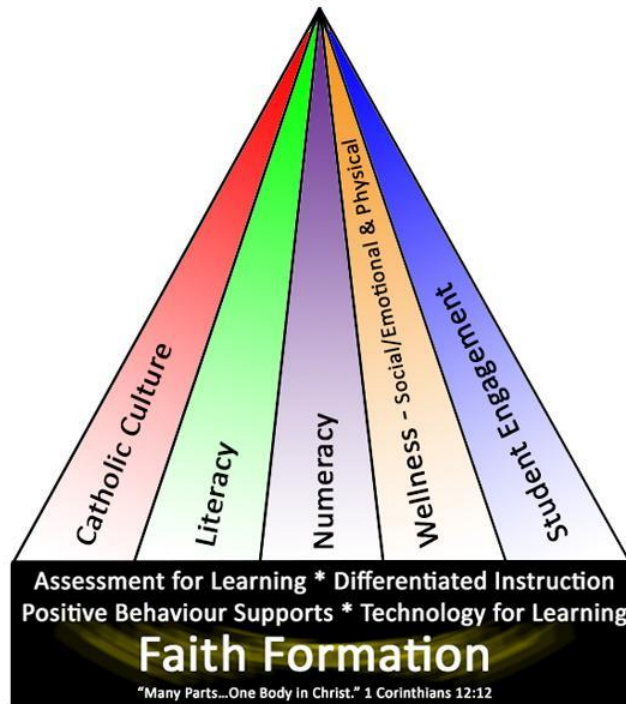 Catholic Culture
Literacy
Numeracy
Wellness - Social/Emotional & Physical
Student Engagement
Assessment for Learning * Differentiated Instruction
Positive Behaviour Supports * Technology for Learning
Faith Formation
"Many Parts...One Body in Christ." 1 Corinthians 12:12